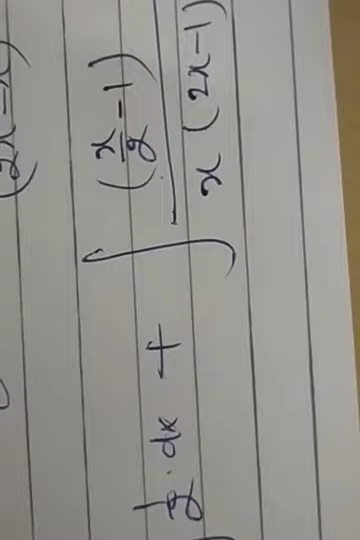 1/2 · dx + ∫ (x/2 - 1) / x (2x - 1)